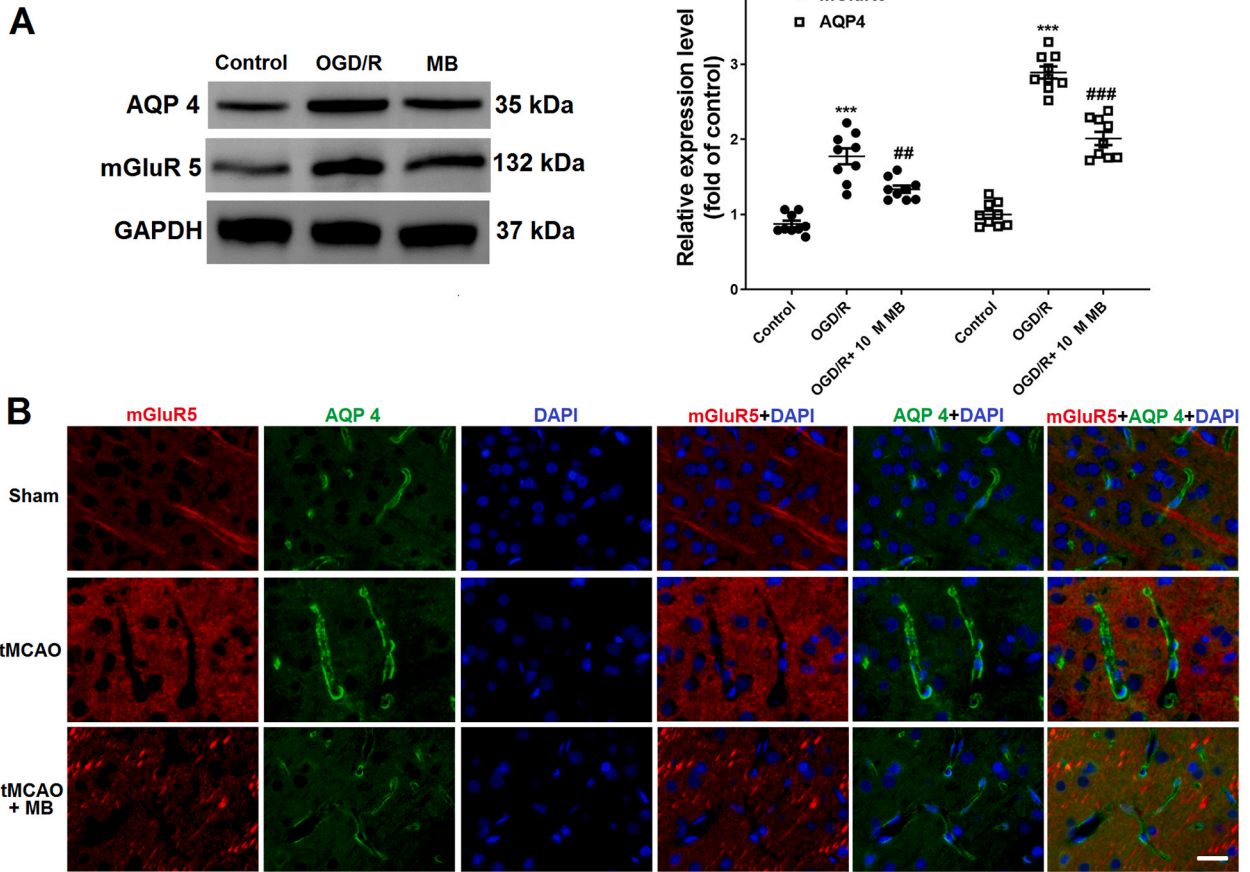 A
Control OGD/R MB
AQP 4 35 kDa
mGluR 5 132 kDa
GAPDH 37 kDa
AQP4
Relative expression level
(fold of control)
3
2
1
0
***
##
***
###
Control
OGD/R
OGD/R+ 10 M MB
Control
OGD/R
OGD/R+ 10 M MB
B
mGluR5 AQP 4 DAPI mGluR5+DAPI AQP 4+DAPI mGluR5+AQP 4+DAPI
Sham
tMCAO
tMCAO
+ MB